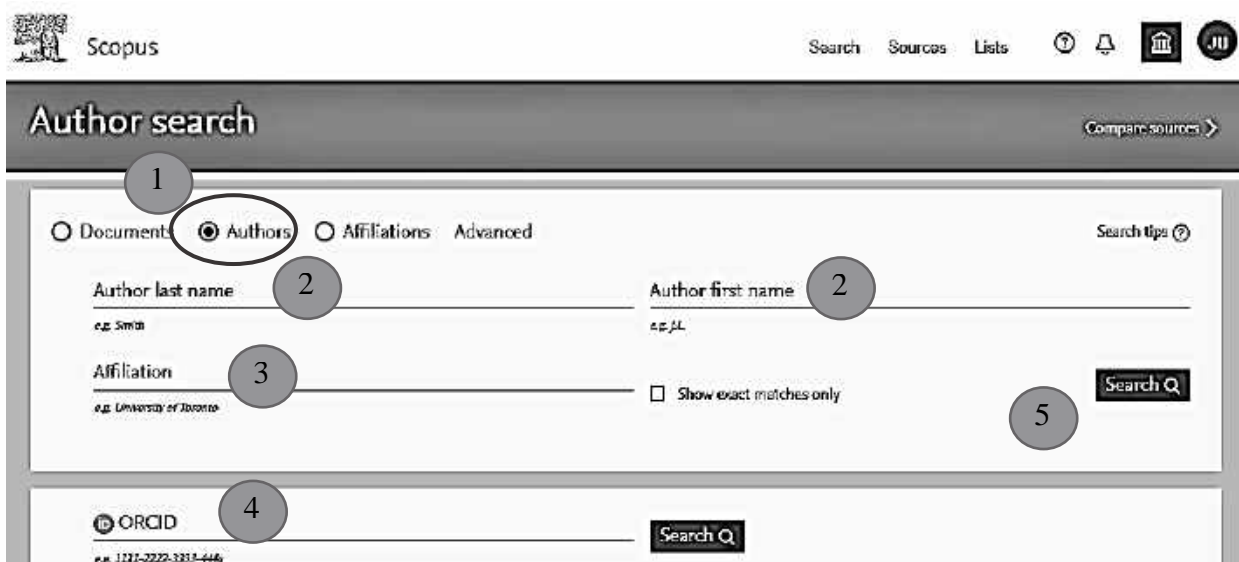 Scopus Search Sources Lists JU
Author search Compare sources
1
Documents Authors Affiliations Advanced Search tips
Author last name 2 Author first name 2
e.g. Smith e.g. J.L.
Affiliation 3
Show exact matches only Search
e.g. University of Toronto 5
ORCID 4
Search
e.g.